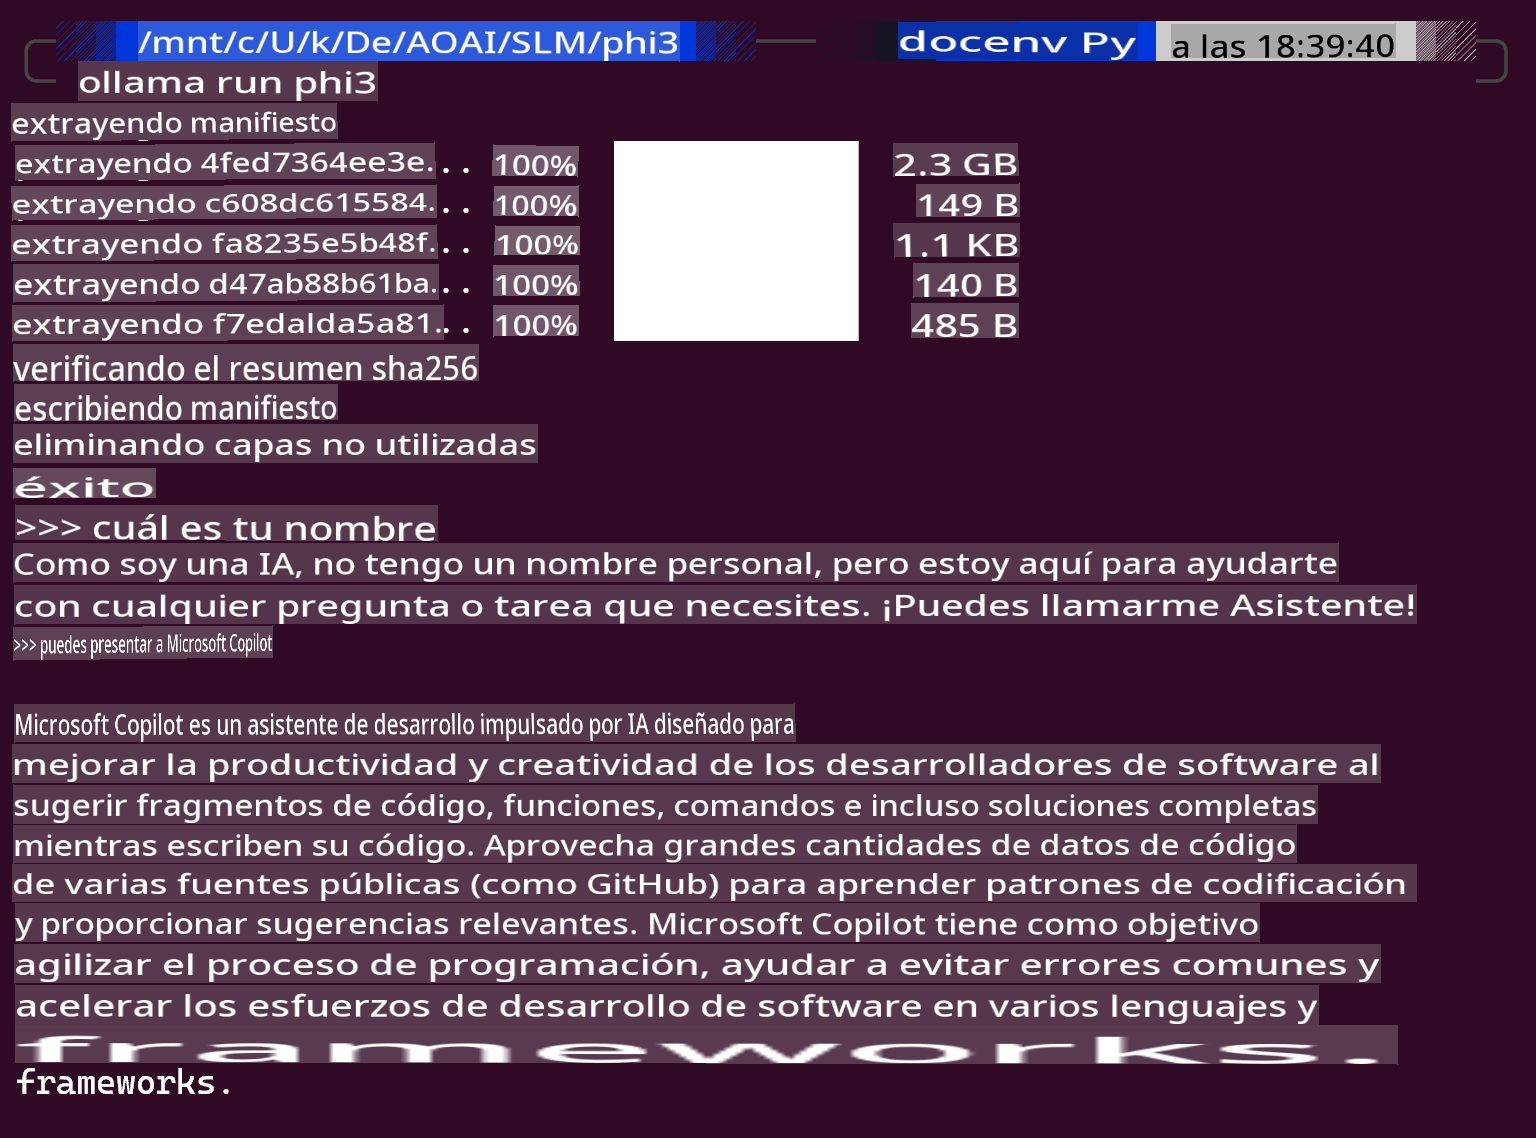 /mnt/c/U/k/De/AOAI/SLM/phi3 docenv Py a las 18:39:40
ollama run phi3
extrayendo manifiesto
extrayendo 4fed7364ee3e... 100% 2.3 GB
extrayendo c608dc615584... 100% 149 B
extrayendo fa8235e5b48f... 100% 1.1 KB
extrayendo d47ab88b61ba... 100% 140 B
extrayendo f7edalda5a81... 100% 485 B
verificando el resumen sha256
escribiendo manifiesto
eliminando capas no utilizadas
éxito
>>> cuál es tu nombre
Como soy una IA, no tengo un nombre personal, pero estoy aquí para ayudarte
con cualquier pregunta o tarea que necesites. ¡Puedes llamarme Asistente!
>>> puedes presentar a Microsoft Copilot
Microsoft Copilot es un asistente de desarrollo impulsado por IA diseñado para
mejorar la productividad y creatividad de los desarrolladores de software al
sugerir fragmentos de código, funciones, comandos e incluso soluciones completas
mientras escriben su código. Aprovecha grandes cantidades de datos de código
de varias fuentes públicas (como GitHub) para aprender patrones de codificación
y proporcionar sugerencias relevantes. Microsoft Copilot tiene como objetivo
agilizar el proceso de programación, ayudar a evitar errores comunes y
acelerar los esfuerzos de desarrollo de software en varios lenguajes y
frameworks.
frameworks.